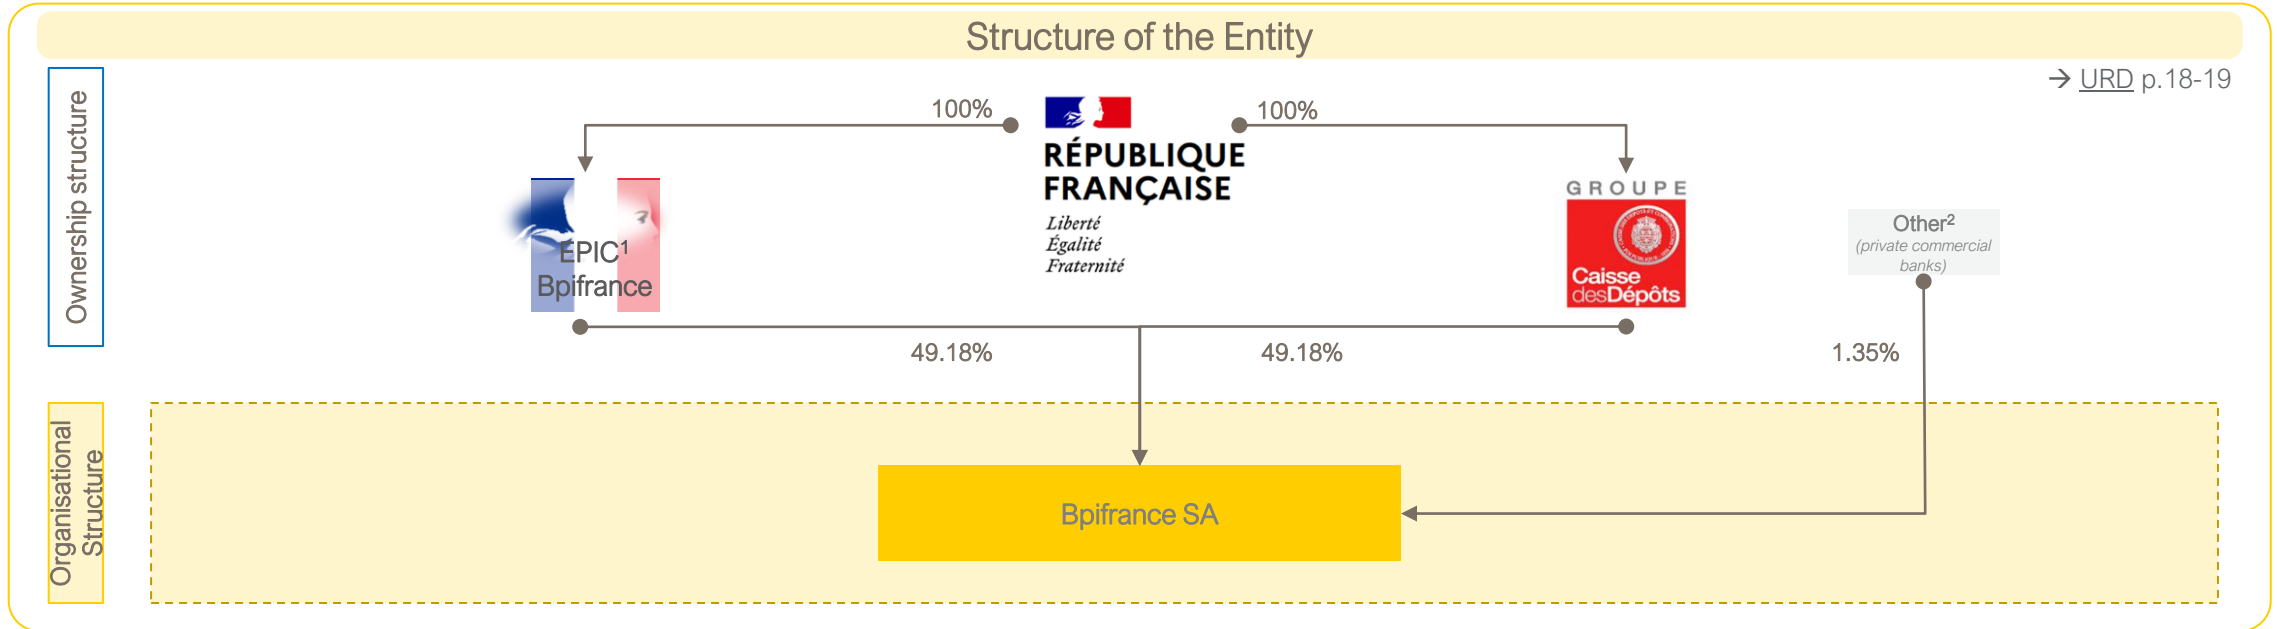 Structure of the Entity
→ URD p.18-19
Ownership structure
100%
100%
RÉPUBLIQUE
FRANÇAISE
Liberté
Égalité
Fraternité
EPIC¹
Bpifrance
GROUPE
Caisse
desDépôts
Other²
(private commercial
banks)
49.18%
49.18%
1.35%
Organisational
Structure
Bpifrance SA